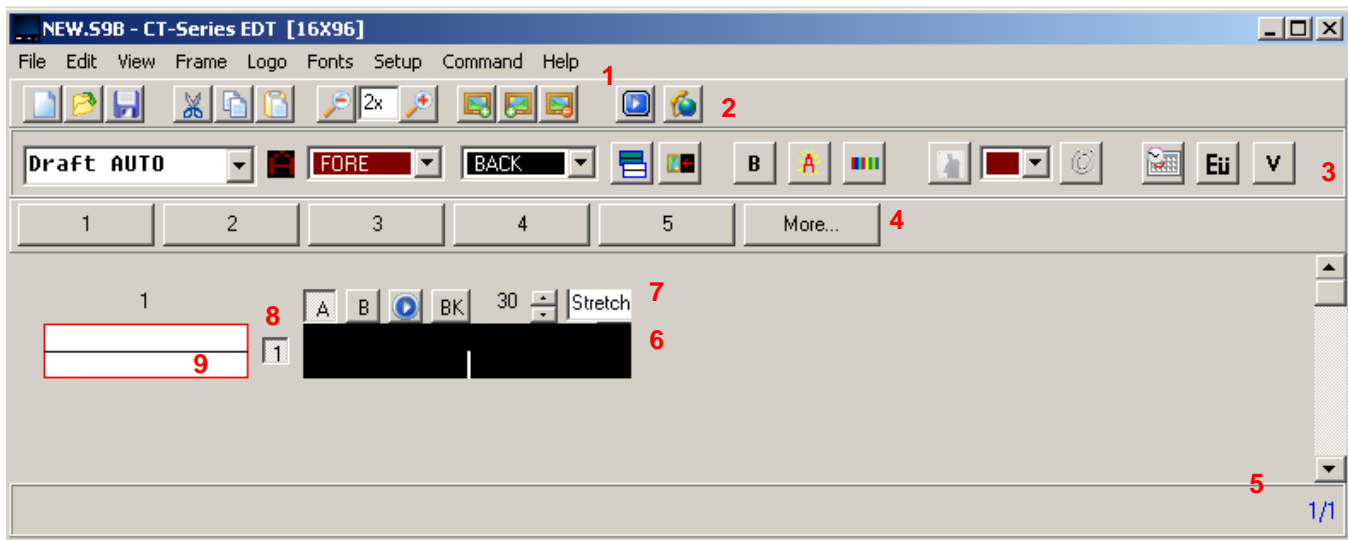 NEW.S9B - CT-Series EDT [16X96]
File Edit View Frame Logo Fonts Setup Command Help
1
2x
2
Draft AUTO A FORE BACK B A Eü V
3
1 2 3 4 5 More...
4
1
8
A B BK 30 Stretch
7
1
6
9
5
1/1